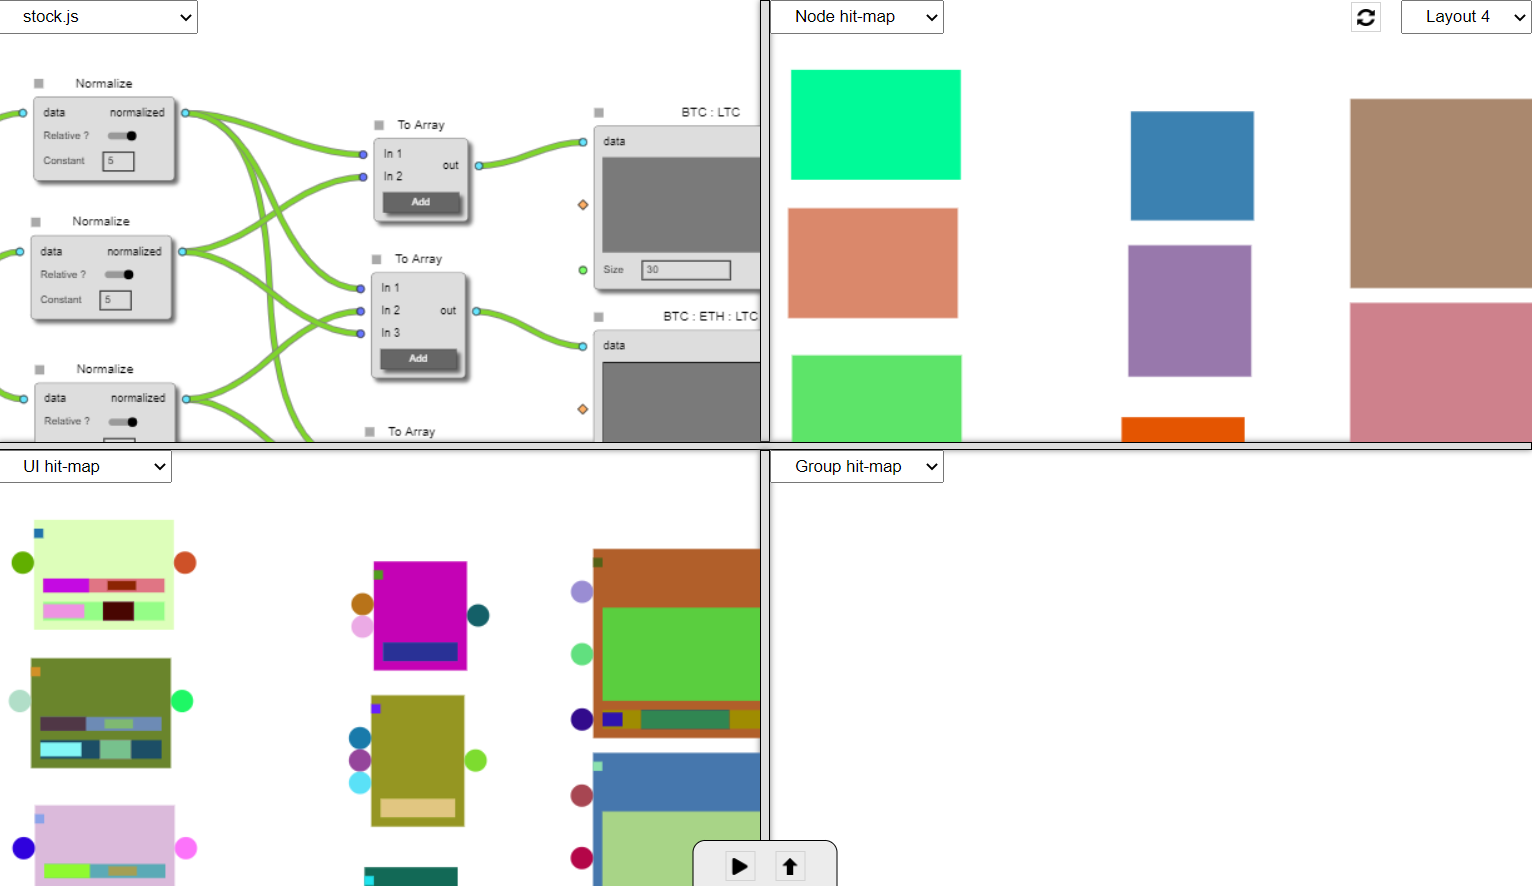 stock.js
Node hit-map
Layout 4
Normalize
data normalized
Relative ?
Constant 5
Normalize
data normalized
Relative ?
Constant 5
Normalize
data normalized
Relative ?
To Array
In 1
out
In 2
Add
To Array
In 1
In 2 out
In 3
Add
To Array
BTC : LTC
data
Size 30
BTC : ETH : LTC
data
UI hit-map
Group hit-map